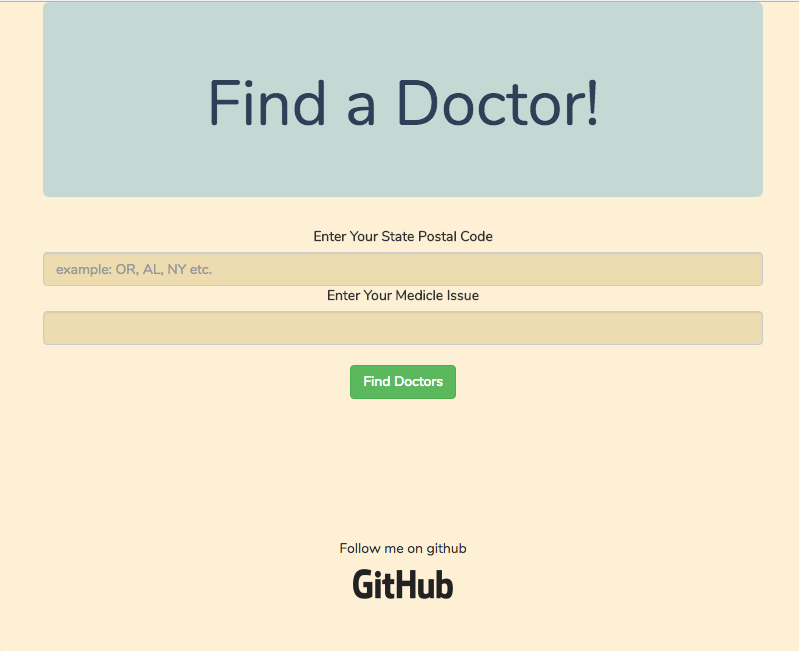 Find a Doctor!
Enter Your State Postal Code
example: OR, AL, NY etc.
Enter Your Medicle Issue
Find Doctors
Follow me on github
GitHub